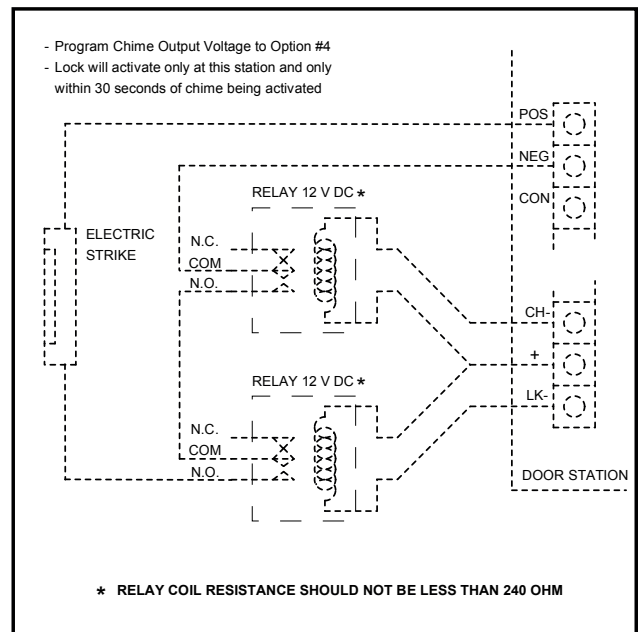 - Program Chime Output Voltage to Option #4
- Lock will activate only at this station and only
within 30 seconds of chime being activated
POS
NEG
CON
RELAY 12 V DC *
ELECTRIC
STRIKE
N.C.
COM
N.O.
CH-
+
LK-
RELAY 12 V DC *
N.C.
COM
N.O.
DOOR STATION
* RELAY COIL RESISTANCE SHOULD NOT BE LESS THAN 240 OHM